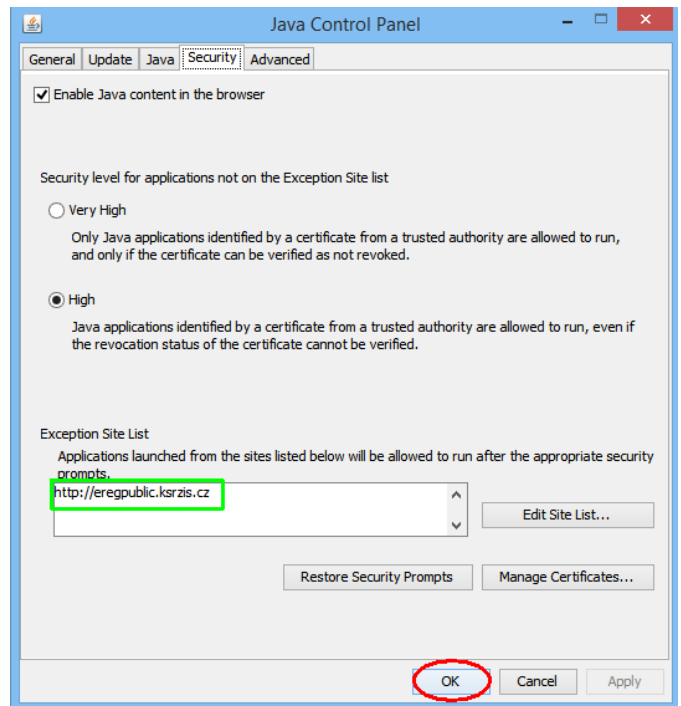 Java Control Panel
General Update Java Security Advanced
Enable Java content in the browser
Security level for applications not on the Exception Site list
Very High
Only Java applications identified by a certificate from a trusted authority are allowed to run,
and only if the certificate can be verified as not revoked.
High
Java applications identified by a certificate from a trusted authority are allowed to run, even if
the revocation status of the certificate cannot be verified.
Exception Site List
Applications launched from the sites listed below will be allowed to run after the appropriate security
prompts.
http://eregpublic.ksrzis.cz
Edit Site List...
Restore Security Prompts Manage Certificates...
OK Cancel Apply